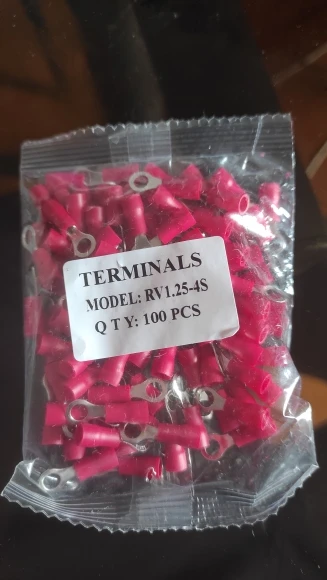 TERMINALS
MODEL: RV1.25-4S
Q T Y: 100 PCS